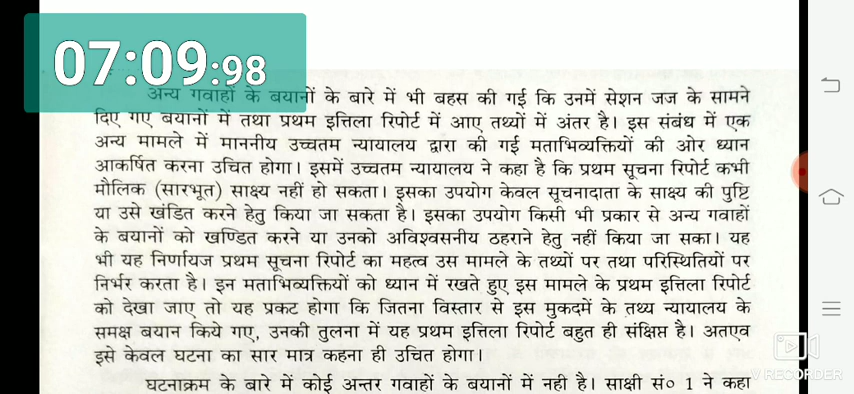 07:09:98
अन्य गवाहों के बयानों के बारे में भी बहस की गई कि उनमें सेशन जज के सामने
दिए गए बयानों में तथा प्रथम इत्तिला रिपोर्ट में आए तथ्यों में अंतर है। इस संबंध में एक
अन्य मामले में माननीय उच्चतम न्यायालय द्वारा की गई मताभिव्यक्तियों की ओर ध्यान
आकर्षित करना उचित होगा। इसमें उच्चतम न्यायालय ने कहा है कि प्रथम सूचना रिपोर्ट कभी
मौलिक (सारभूत) साक्ष्य नहीं हो सकता। इसका उपयोग केवल सूचनादाता के साक्ष्य की पुष्टि
या उसे खंडित करने हेतु किया जा सकता है। इसका उपयोग किसी भी प्रकार से अन्य गवाहों
के बयानों को खण्डित करने या उनको अविश्वसनीय ठहराने हेतु नहीं किया जा सका। यह
भी यह निर्णायज प्रथम सूचना रिपोर्ट का महत्व उस मामले के तथ्यों पर तथा परिस्थितियों पर
निर्भर करता है। इन मताभिव्यक्तियों को ध्यान में रखते हुए इस मामले के प्रथम इत्तिला रिपोर्ट
को देखा जाए तो यह प्रकट होगा कि जितना विस्तार से इस मुकदमें के तथ्य न्यायालय के
समक्ष बयान किये गए, उनकी तुलना में यह प्रथम इत्तिला रिपोर्ट बहुत ही संक्षिप्त है। अतएव
इसे केवल घटना का सार मात्र कहना ही उचित होगा।
घटनाक्रम के बारे में कोई अन्तर गवाहों के बयानों में नही है। साक्षी सं० 1 ने कहा
V RECORDER